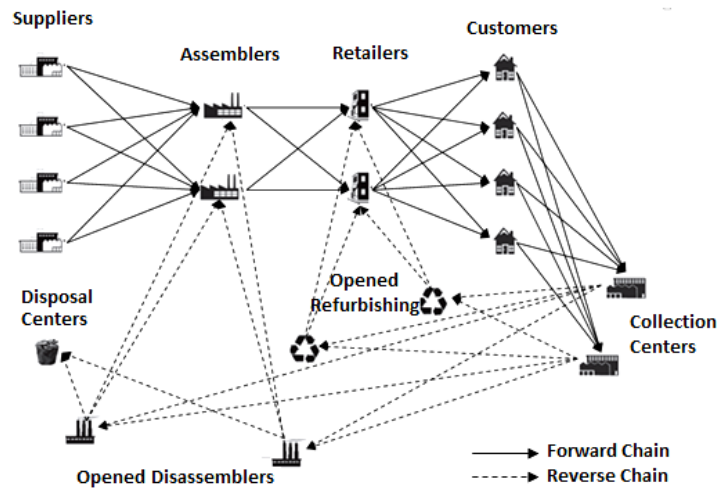 Suppliers
Assemblers
Retailers
Customers
Opened
Refurbishing
Disposal
Centers
Collection
Centers
Opened Disassemblers
Forward Chain
Reverse Chain